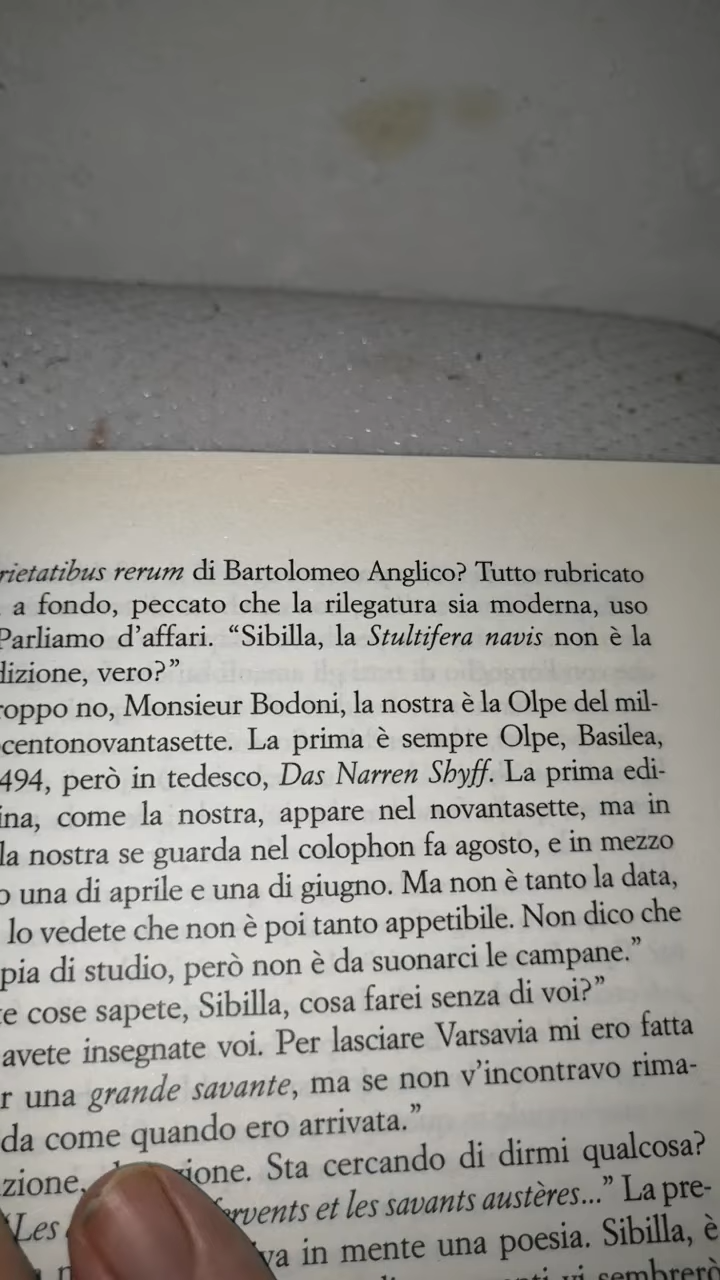 rietatibus rerum di Bartolomeo Anglico? Tutto rubricato
a fondo, peccato che la rilegatura sia moderna, uso
Parliamo d'affari. “Sibilla, la Stultifera navis non è la
dizione, vero?”
roppo no, Monsieur Bodoni, la nostra è la Olpe del mil-
centonovantasette. La prima è sempre Olpe, Basilea,
494, però in tedesco, Das Narren Shyff. La prima edi-
ina, come la nostra, appare nel novantasette, ma in
la nostra se guarda nel colophon fa agosto, e in mezzo
o una di aprile e una di giugno. Ma non è tanto la data,
lo vedete che non è poi tanto appetibile. Non dico che
pia di studio, però non è da suonarci le campane.”
te cose sapete, Sibilla, cosa farei senza di voi?”
avete insegnate voi. Per lasciare Varsavia mi ero fatta
r una grande savante, ma se non v'incontravo rima-
da come quando ero arrivata.”
zione, zione. Sta cercando di dirmi qualcosa?
“Les fervents et les savants austères...” La pre-
va in mente una poesia. Sibilla, è
vi sembrerò